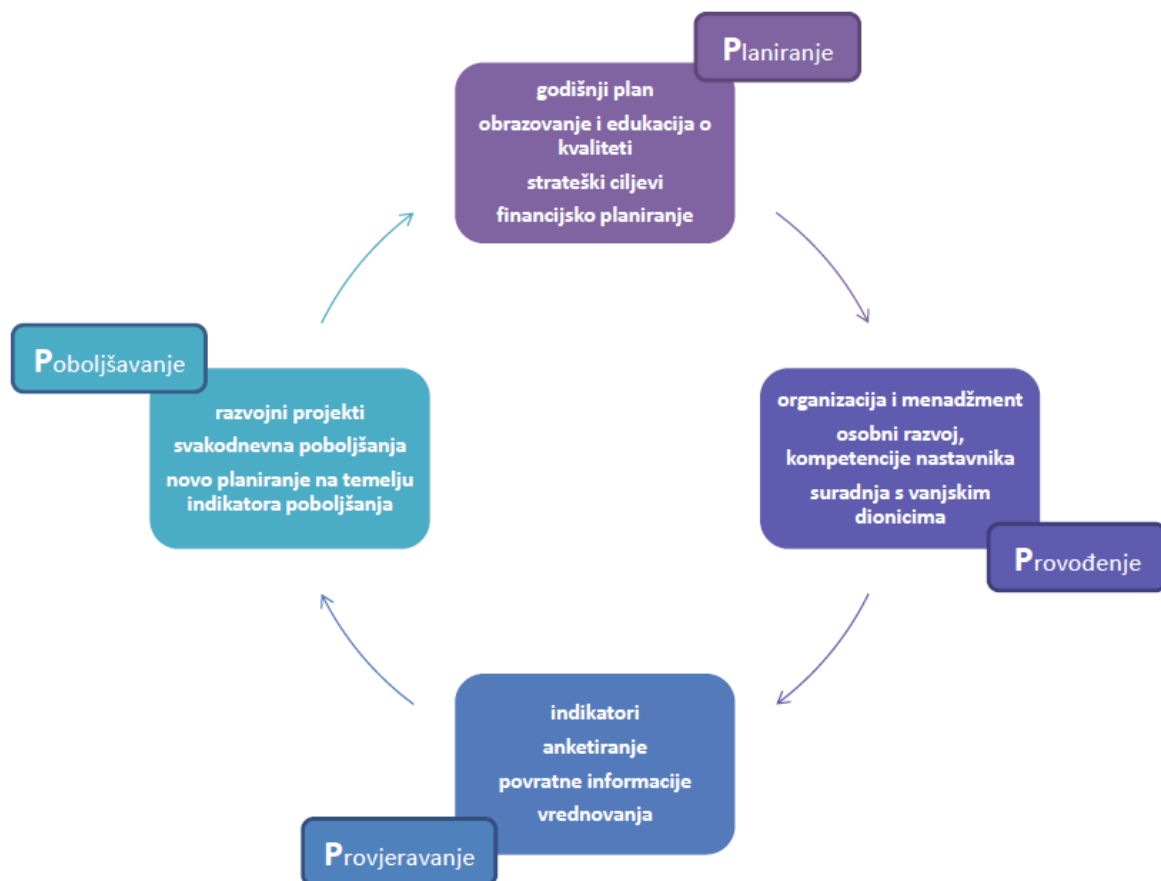 Planiranje
godišnji plan
obrazovanje i edukacija o
kvaliteti
strateški ciljevi
financijsko planiranje
Provođenje
organizacija i menadžment
osobni razvoj,
kompetencije nastavnika
suradnja s vanjskim
dionicima
Provjeravanje
indikatori
anketiranje
povratne informacije
vrednovanja
Poboljšavanje
razvojni projekti
svakodnevna poboljšanja
novo planiranje na temelju
indikatora poboljšanja